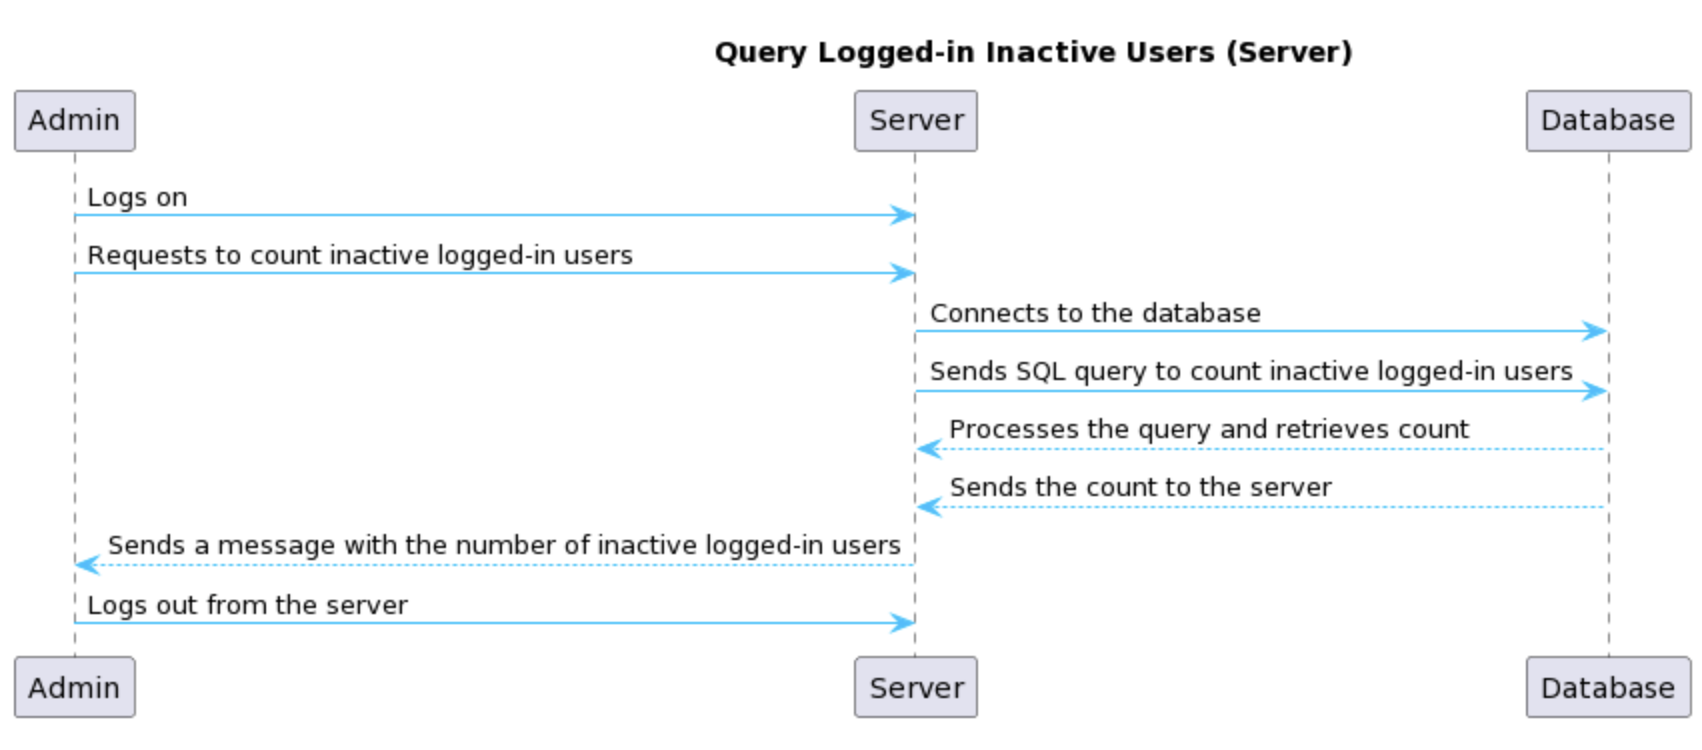 Query Logged-in Inactive Users (Server)
Admin
Server
Database
Logs on
Requests to count inactive logged-in users
Connects to the database
Sends SQL query to count inactive logged-in users
Processes the query and retrieves count
Sends the count to the server
Sends a message with the number of inactive logged-in users
Logs out from the server
Admin
Server
Database